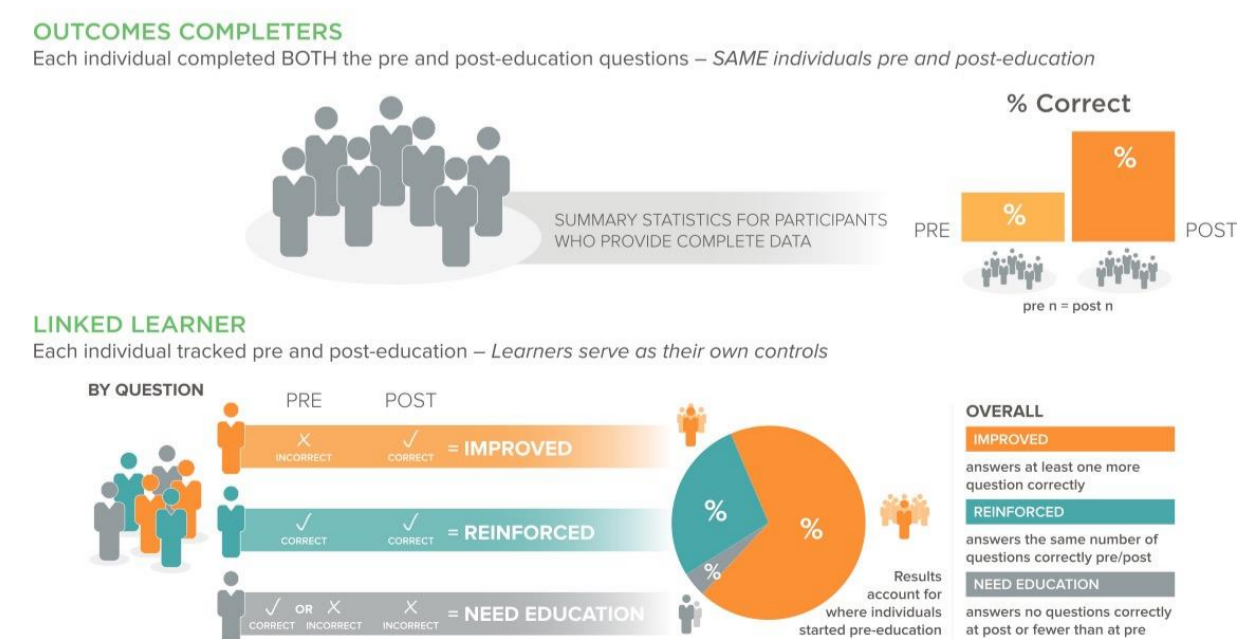 OUTCOMES COMPLETERS
Each individual completed BOTH the pre and post-education questions – SAME individuals pre and post-education
% Correct
%
%
SUMMARY STATISTICS FOR PARTICIPANTS
WHO PROVIDE COMPLETE DATA
PRE
POST
pre n = post n
LINKED LEARNER
Each individual tracked pre and post-education – Learners serve as their own controls
BY QUESTION
PRE
POST
X
INCORRECT
✓
CORRECT
= IMPROVED
✓
CORRECT
✓
CORRECT
= REINFORCED
✓ OR X
CORRECT INCORRECT
X
INCORRECT
= NEED EDUCATION
%
%
%
Results
account for
where individuals
started pre-education
OVERALL
IMPROVED
answers at least one more
question correctly
REINFORCED
answers the same number of
questions correctly pre/post
NEED EDUCATION
answers no questions correctly
at post or fewer than at pre